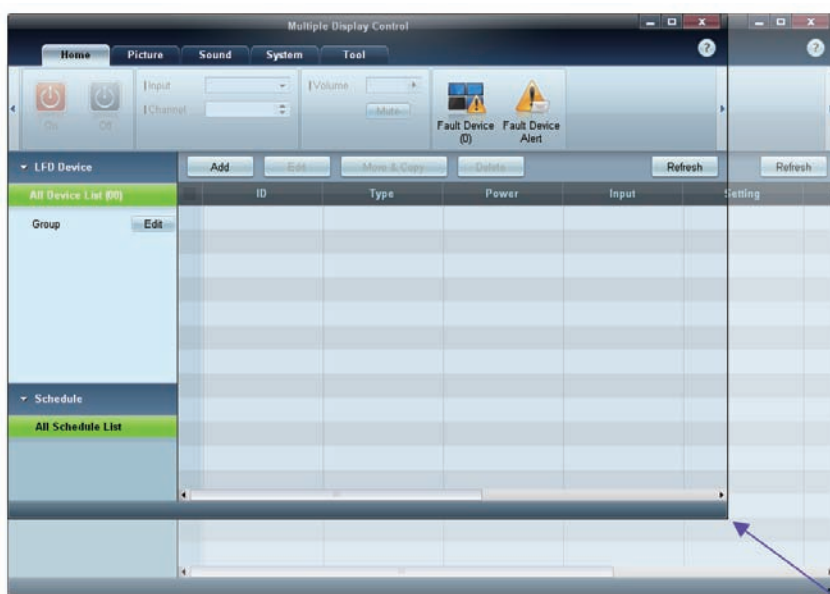 Multiple Display Control
Home Picture Sound System Tool
Input Volume
On Off Channel Mute
Fault Device (0) Fault Device Alert
LFD Device Add Edit Move & Copy Delete Refresh Refresh
All Device List (00) ID Type Power Input Setting
Group Edit
Schedule
All Schedule List